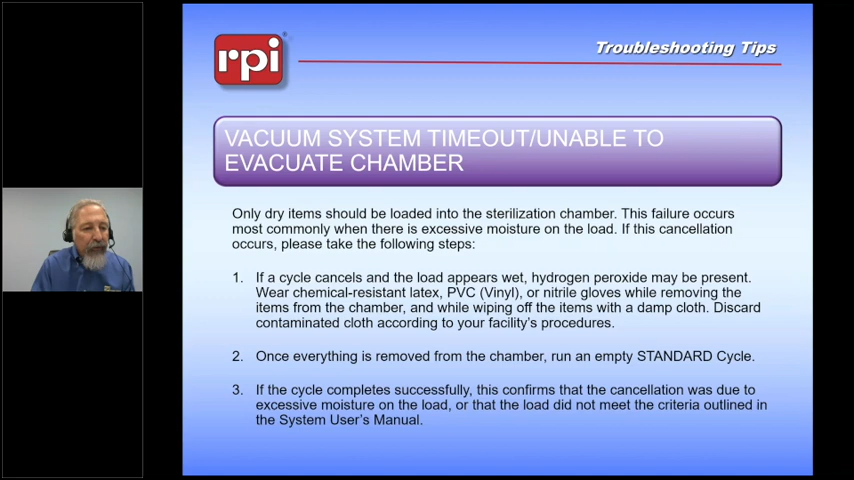 rpi
Troubleshooting Tips
VACUUM SYSTEM TIMEOUT/UNABLE TO
EVACUATE CHAMBER
Only dry items should be loaded into the sterilization chamber. This failure occurs
most commonly when there is excessive moisture on the load. If this cancellation
occurs, please take the following steps:
1. If a cycle cancels and the load appears wet, hydrogen peroxide may be present.
Wear chemical-resistant latex, PVC (Vinyl), or nitrile gloves while removing the
items from the chamber, and while wiping off the items with a damp cloth. Discard
contaminated cloth according to your facility's procedures.
2. Once everything is removed from the chamber, run an empty STANDARD Cycle.
3. If the cycle completes successfully, this confirms that the cancellation was due to
excessive moisture on the load, or that the load did not meet the criteria outlined in
the System User's Manual.